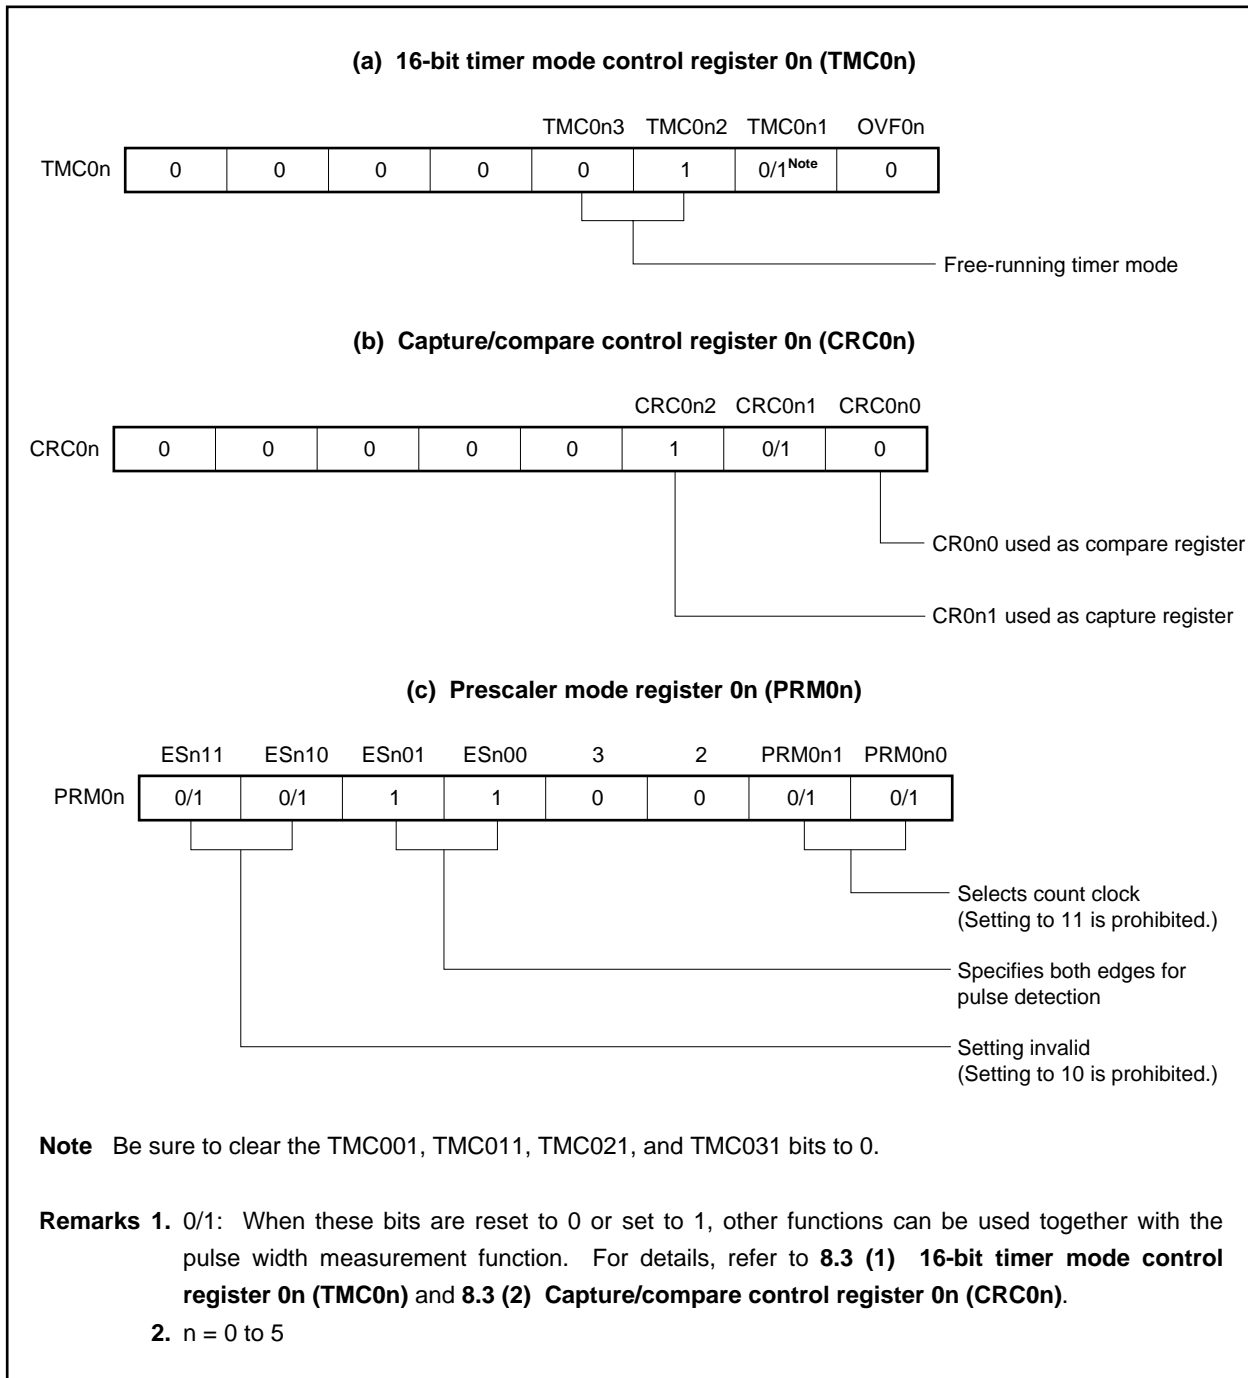 (a) 16-bit timer mode control register 0n (TMC0n)
TMC0n3 TMC0n2 TMC0n1 OVF0n
TMC0n 0 0 0 0 0 1 0/1Note 0
Free-running timer mode
(b) Capture/compare control register 0n (CRC0n)
CRC0n2 CRC0n1 CRC0n0
CRC0n 0 0 0 0 0 1 0/1 0
CR0n0 used as compare register
CR0n1 used as capture register
(c) Prescaler mode register 0n (PRM0n)
ESn11 ESn10 ESn01 ESn00 3 2 PRM0n1 PRM0n0
PRM0n 0/1 0/1 1 1 0 0 0/1 0/1
Selects count clock
(Setting to 11 is prohibited.)
Specifies both edges for
pulse detection
Setting invalid
(Setting to 10 is prohibited.)
Note Be sure to clear the TMC001, TMC011, TMC021, and TMC031 bits to 0.
Remarks 1. 0/1: When these bits are reset to 0 or set to 1, other functions can be used together with the
pulse width measurement function. For details, refer to 8.3 (1) 16-bit timer mode control
register 0n (TMC0n) and 8.3 (2) Capture/compare control register 0n (CRC0n).
2. n = 0 to 5